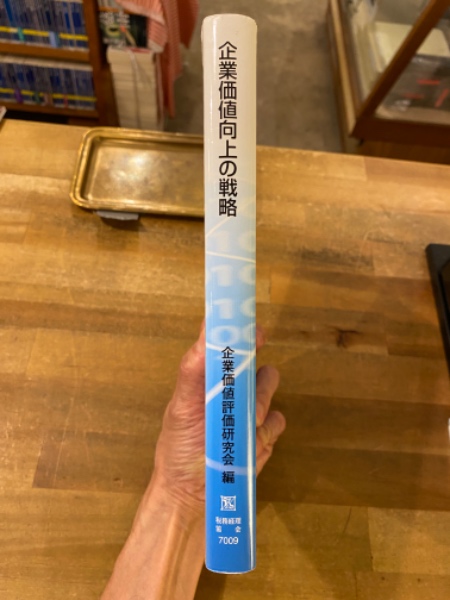 企業価値向上の戦略
企業価値評価研究会 編
税務経理
協会
7009